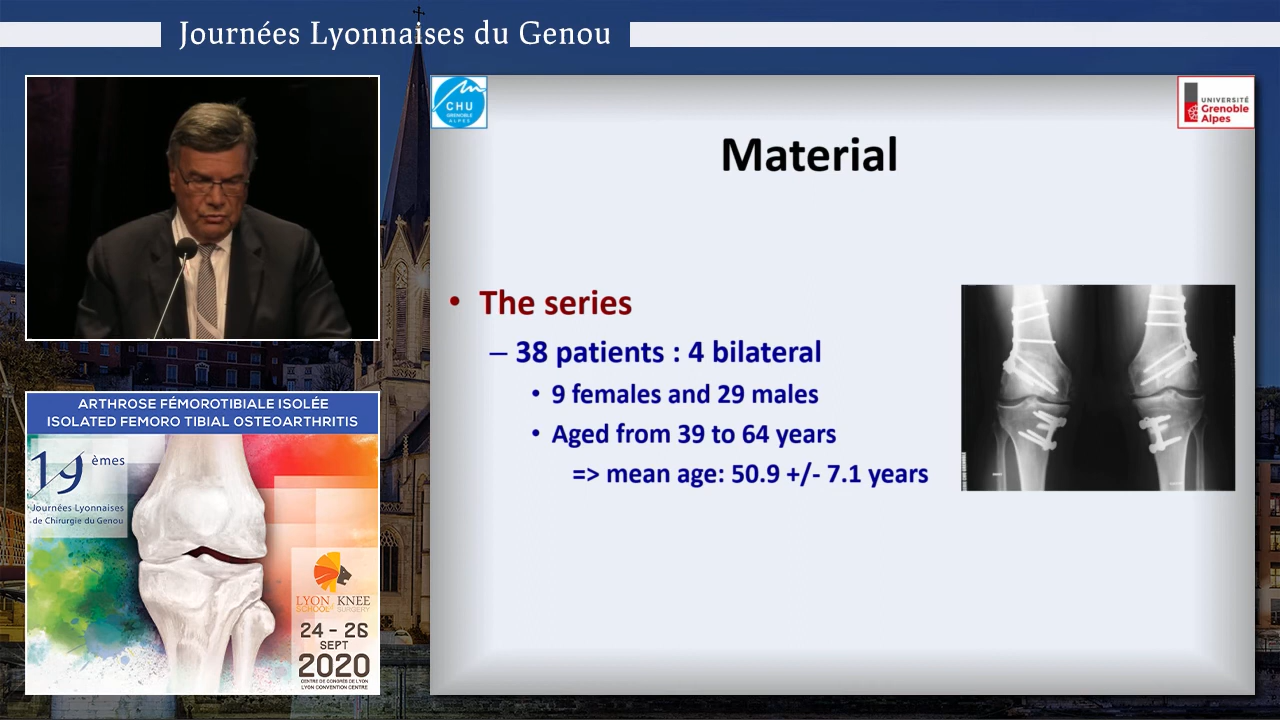 Journées Lyonnaises du Genou
CHU
GRENOBLE
ALPES
UNIVERSITÉ
Grenoble
Alpes
Material
• The series
– 38 patients : 4 bilateral
• 9 females and 29 males
• Aged from 39 to 64 years
=> mean age: 50.9 +/- 7.1 years
ARTHROSE FÉMOROTIBIALE ISOLÉE
ISOLATED FEMORO TIBIAL OSTEOARTHRITIS
19 èmes
Journées Lyonnaises
de Chirurgie du Genou
LYON KNEE
SCHOOL OF SURGERY
24 - 26
SEPT
2020
CENTRE DE CONGRÈS DE LYON
LYON CONVENTION CENTRE